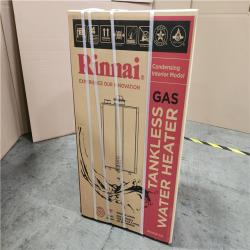 Rinnai
EXPERIENCE OUR INNOVATION
Condensing
Interior Model
GAS
TANKLESS
WATER HEATER